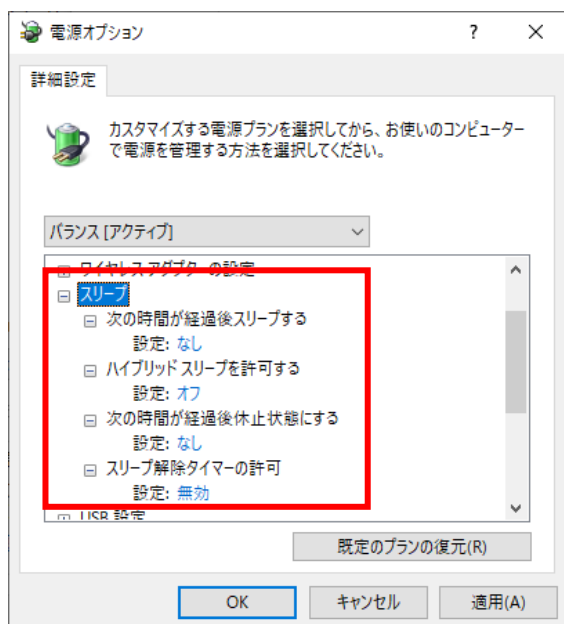 電源オプション
?
×
詳細設定
カスタマイズする電源プランを選択してから、お使いのコンピューター
で電源を管理する方法を選択してください。
バランス [アクティブ]
ワイヤレス アダプターの設定
スリープ
次の時間が経過後スリープする
設定: なし
ハイブリッド スリープを許可する
設定: オフ
次の時間が経過後休止状態にする
設定: なし
スリープ解除タイマーの許可
設定: 無効
USB 設定
既定のプランの復元(R)
OK
キャンセル
適用(A)